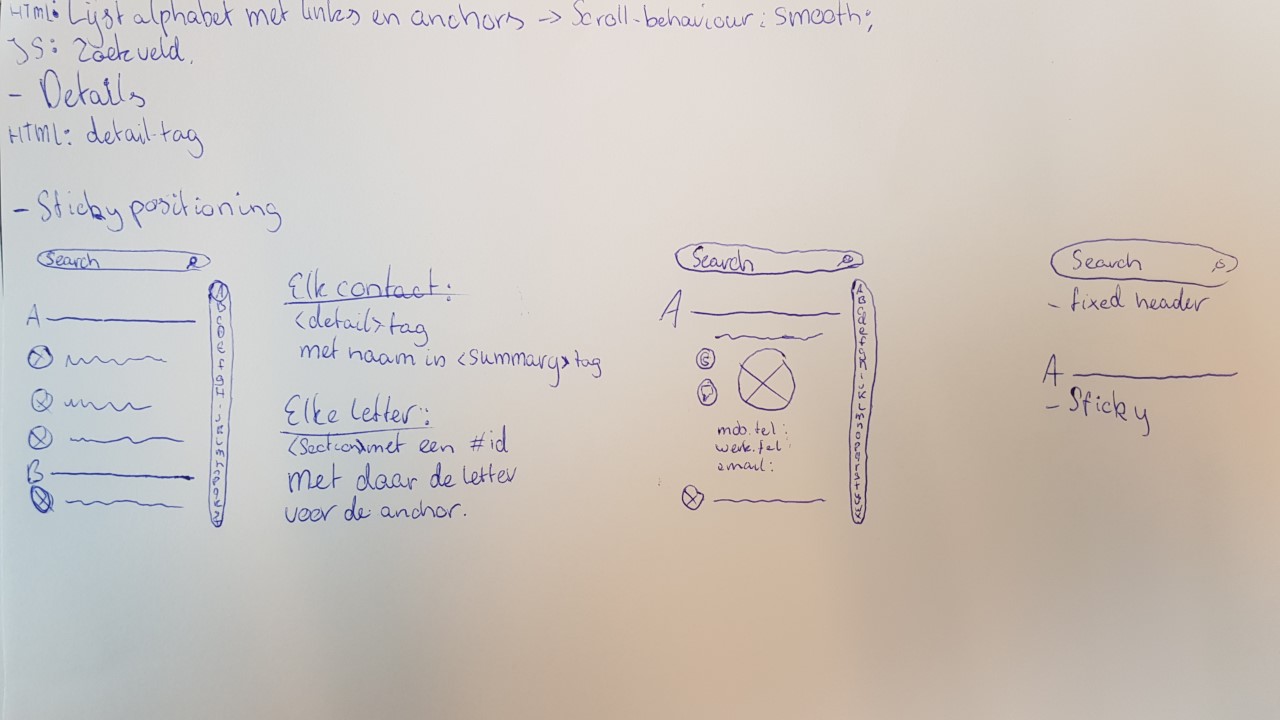 HTML: Lijst alphabet met links en anchors -> Scroll-behaviour: smooth;
JS: Zoekveld.
- Details
HTML: detail-tag
- Sticky positioning
Search
A
B
Elk contact:
<detail> tag
met naam in <summary> tag
Elke letter:
<Section> met een #id
met daar de letter
voor de anchor.
Search
A
mob.tel:
werk.tel:
email:
Search
- fixed header
A
- Sticky